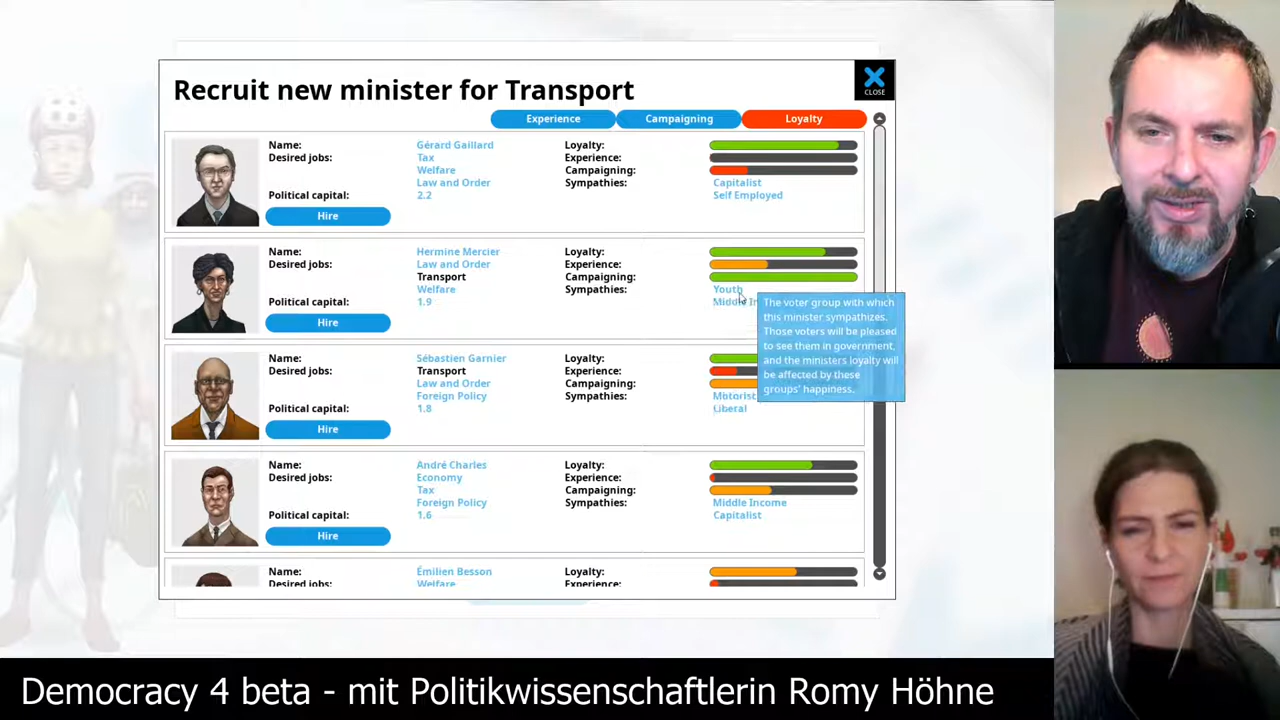 Recruit new minister for Transport
CLOSE
Experience Campaigning Loyalty
Name: Gérard Gaillard Loyalty:
Desired jobs: Tax Experience:
Welfare Campaigning:
Law and Order Sympathies: Capitalist
Political capital: 2.2 Self Employed
Hire
Name: Hermine Mercier Loyalty:
Desired jobs: Law and Order Experience:
Transport Campaigning:
Welfare Sympathies: Youth
Political capital: 1.9 Middle In
Hire
The voter group with which
this minister sympathizes.
Those voters will be pleased
to see them in government,
and the ministers loyalty will
be affected by these
groups' happiness.
Name: Sébastien Garnier Loyalty:
Desired jobs: Transport Experience:
Law and Order Campaigning:
Foreign Policy Sympathies: Motorist
Political capital: 1.8 Liberal
Hire
Name: André Charles Loyalty:
Desired jobs: Economy Experience:
Tax Campaigning:
Foreign Policy Sympathies: Middle Income
Political capital: 1.6 Capitalist
Hire
Name: Émilien Besson Loyalty:
Desired jobs: Welfare Experience:
Democracy 4 beta - mit Politikwissenschaftlerin Romy Höhne